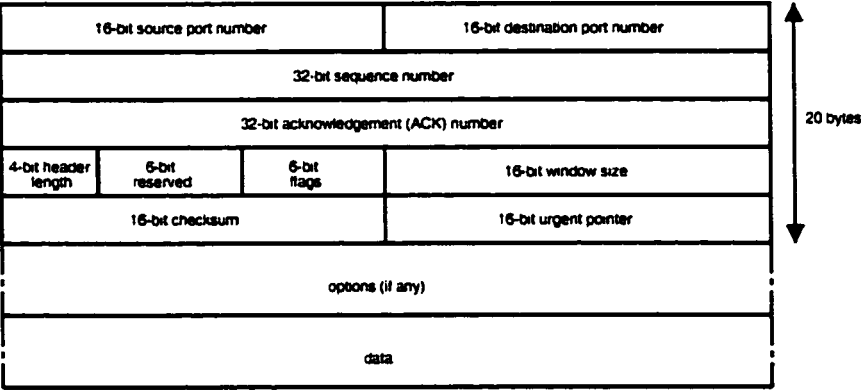 16-bit source port number
16-bit destination port number
32-bit sequence number
32-bit acknowledgement (ACK) number
20 bytes
4-bit header
length
6-bit
reserved
6-bit
flags
16-bit window size
16-bit checksum
16-bit urgent pointer
options (if any)
data